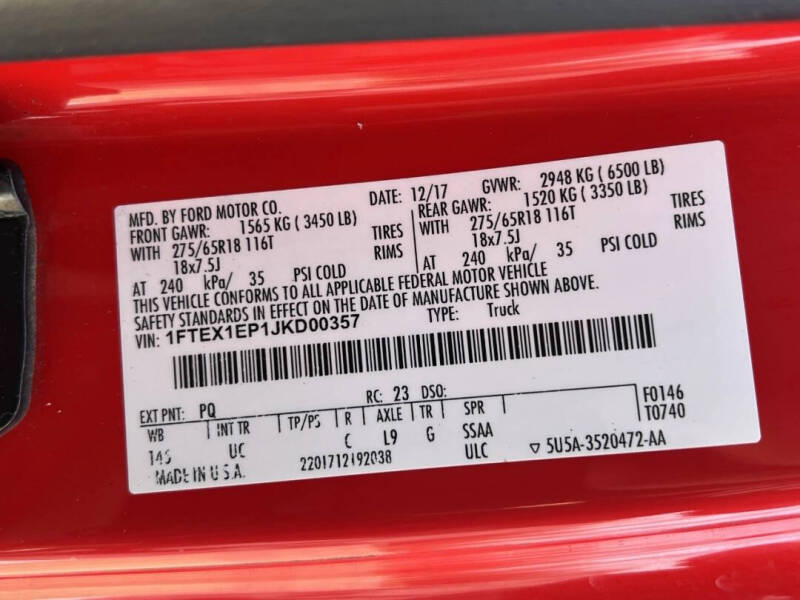 MFD. BY FORD MOTOR CO. DATE: 12/17 GVWR: 2948 KG ( 6500 LB)
FRONT GAWR: 1565 KG ( 3450 LB) REAR GAWR: 1520 KG ( 3350 LB)
WITH 275/65R18 116T TIRES WITH 275/65R18 116T TIRES
18x7.5J RIMS 18x7.5J RIMS
AT 240 kPa/ 35 PSI COLD AT 240 kPa/ 35 PSI COLD
THIS VEHICLE CONFORMS TO ALL APPLICABLE FEDERAL MOTOR VEHICLE
SAFETY STANDARDS IN EFFECT ON THE DATE OF MANUFACTURE SHOWN ABOVE.
VIN: 1FTEX1EP1JKD00357 TYPE: Truck
EXT PNT: PQ RC: 23 DSO: F0146
WB INT TR TP/PS R AXLE TR SPR T0740
145 UC C L9 G SSAA
MADE IN U.S.A. 2201712192038 ULC ▽ 5U5A-3520472-AA